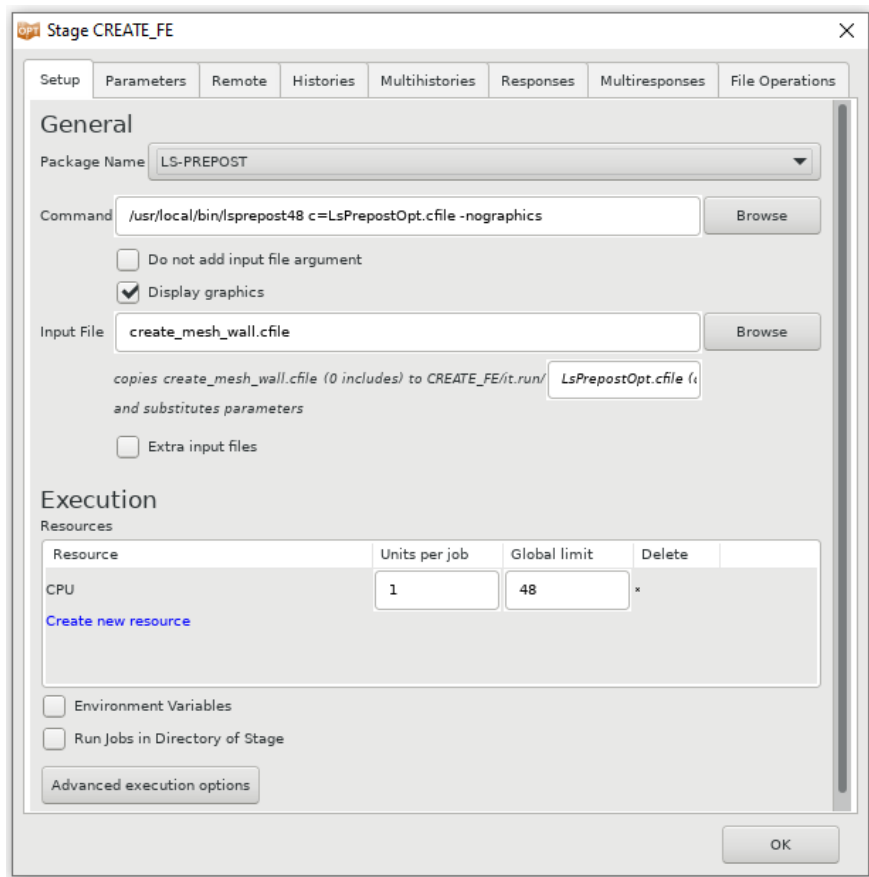 OPT Stage CREATE_FE
Setup Parameters Remote Histories Multihistories Responses Multiresponses File Operations
General
Package Name LS-PREPOST
Command /usr/local/bin/lsprepost48 c=LsPrepostOpt.cfile -nographics Browse
Do not add input file argument
Display graphics
Input File create_mesh_wall.cfile Browse
copies create_mesh_wall.cfile (0 includes) to CREATE_FE/it.run/ LsPrepostOpt.cfile (
and substitutes parameters
Extra input files
Execution
Resources
Resource Units per job Global limit Delete
CPU 1 48 ×
Create new resource
Environment Variables
Run Jobs in Directory of Stage
Advanced execution options
OK